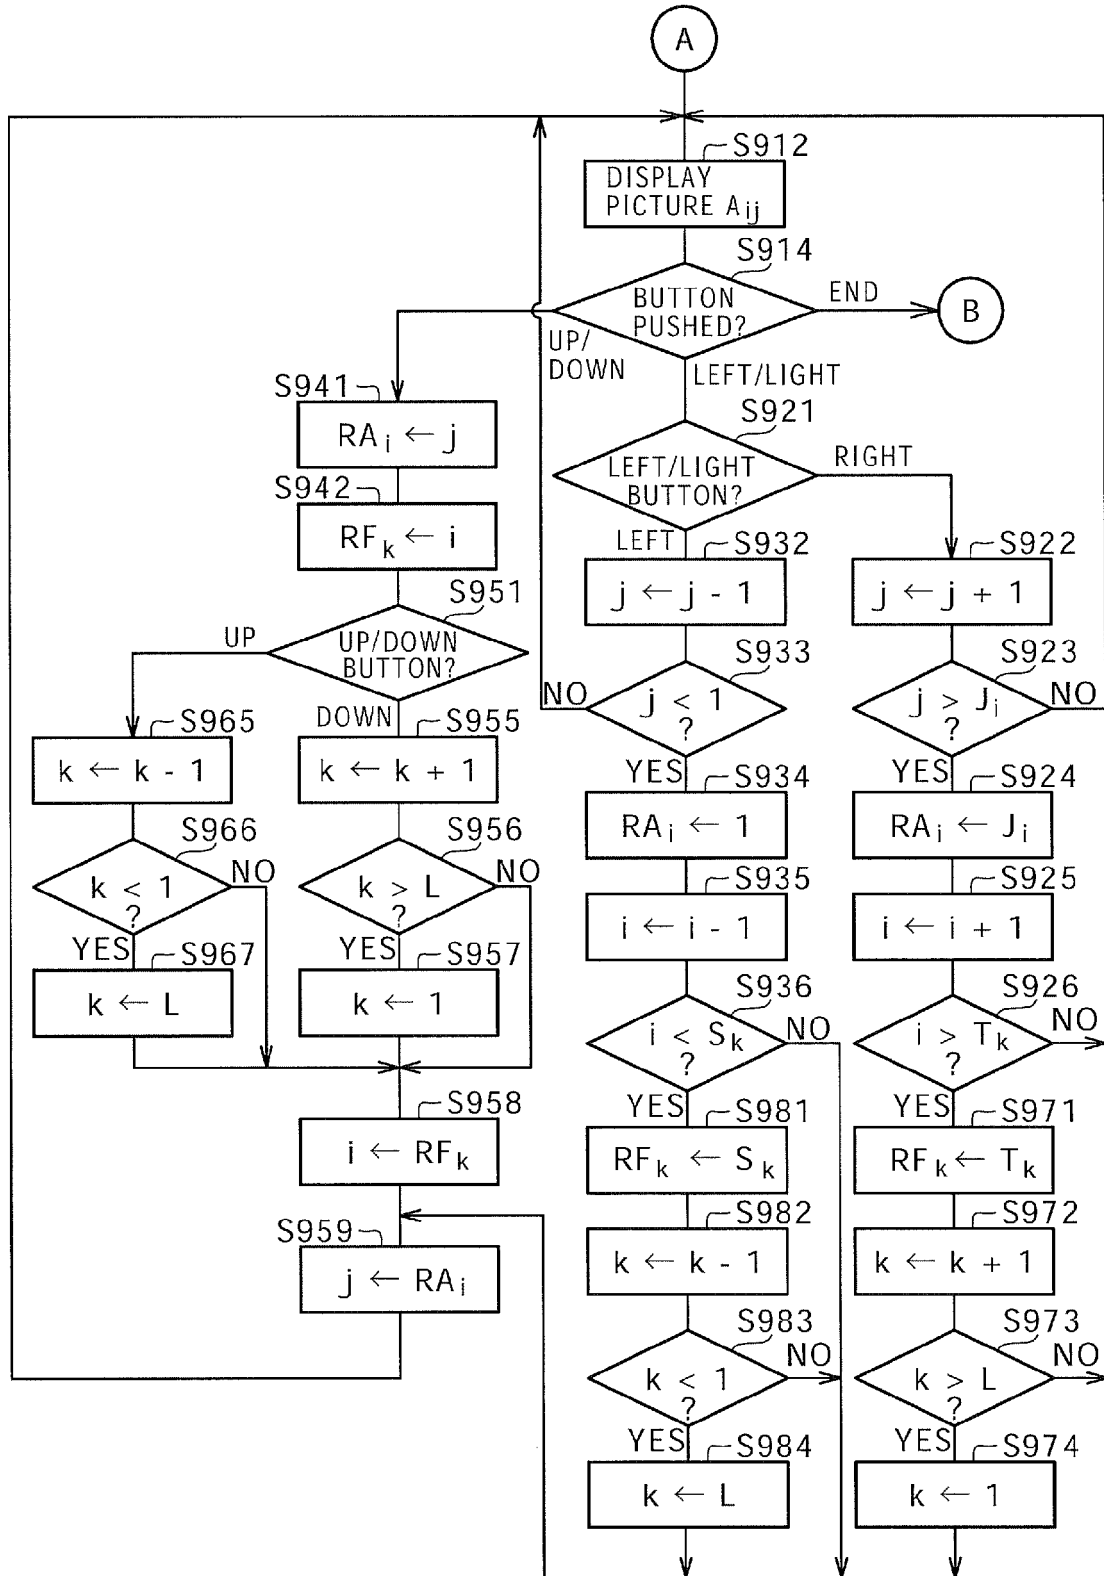 A
S912
DISPLAY
PICTURE Aij
S914
BUTTON
PUSHED?
END
B
UP/
DOWN
LEFT/LIGHT
S941
RAi ← j
S942
RFk ← i
S951
UP/DOWN
BUTTON?
UP
DOWN
S965
k ← k - 1
S966
k < 1
?
NO
YES
S967
k ← L
S955
k ← k + 1
S956
k > L
?
NO
YES
S957
k ← 1
S958
i ← RFk
S959
j ← RAi
S921
LEFT/LIGHT
BUTTON?
RIGHT
LEFT
S932
j ← j - 1
S933
j < 1
?
NO
YES
S934
RAi ← 1
S935
i ← i - 1
S936
i < Sk
?
NO
YES
S981
RFk ← Sk
S982
k ← k - 1
S983
k < 1
?
NO
YES
S984
k ← L
S922
j ← j + 1
S923
j > Ji
?
NO
YES
S924
RAi ← Ji
S925
i ← i + 1
S926
i > Tk
?
NO
YES
S971
RFk ← Tk
S972
k ← k + 1
S973
k > L
?
NO
YES
S974
k ← 1